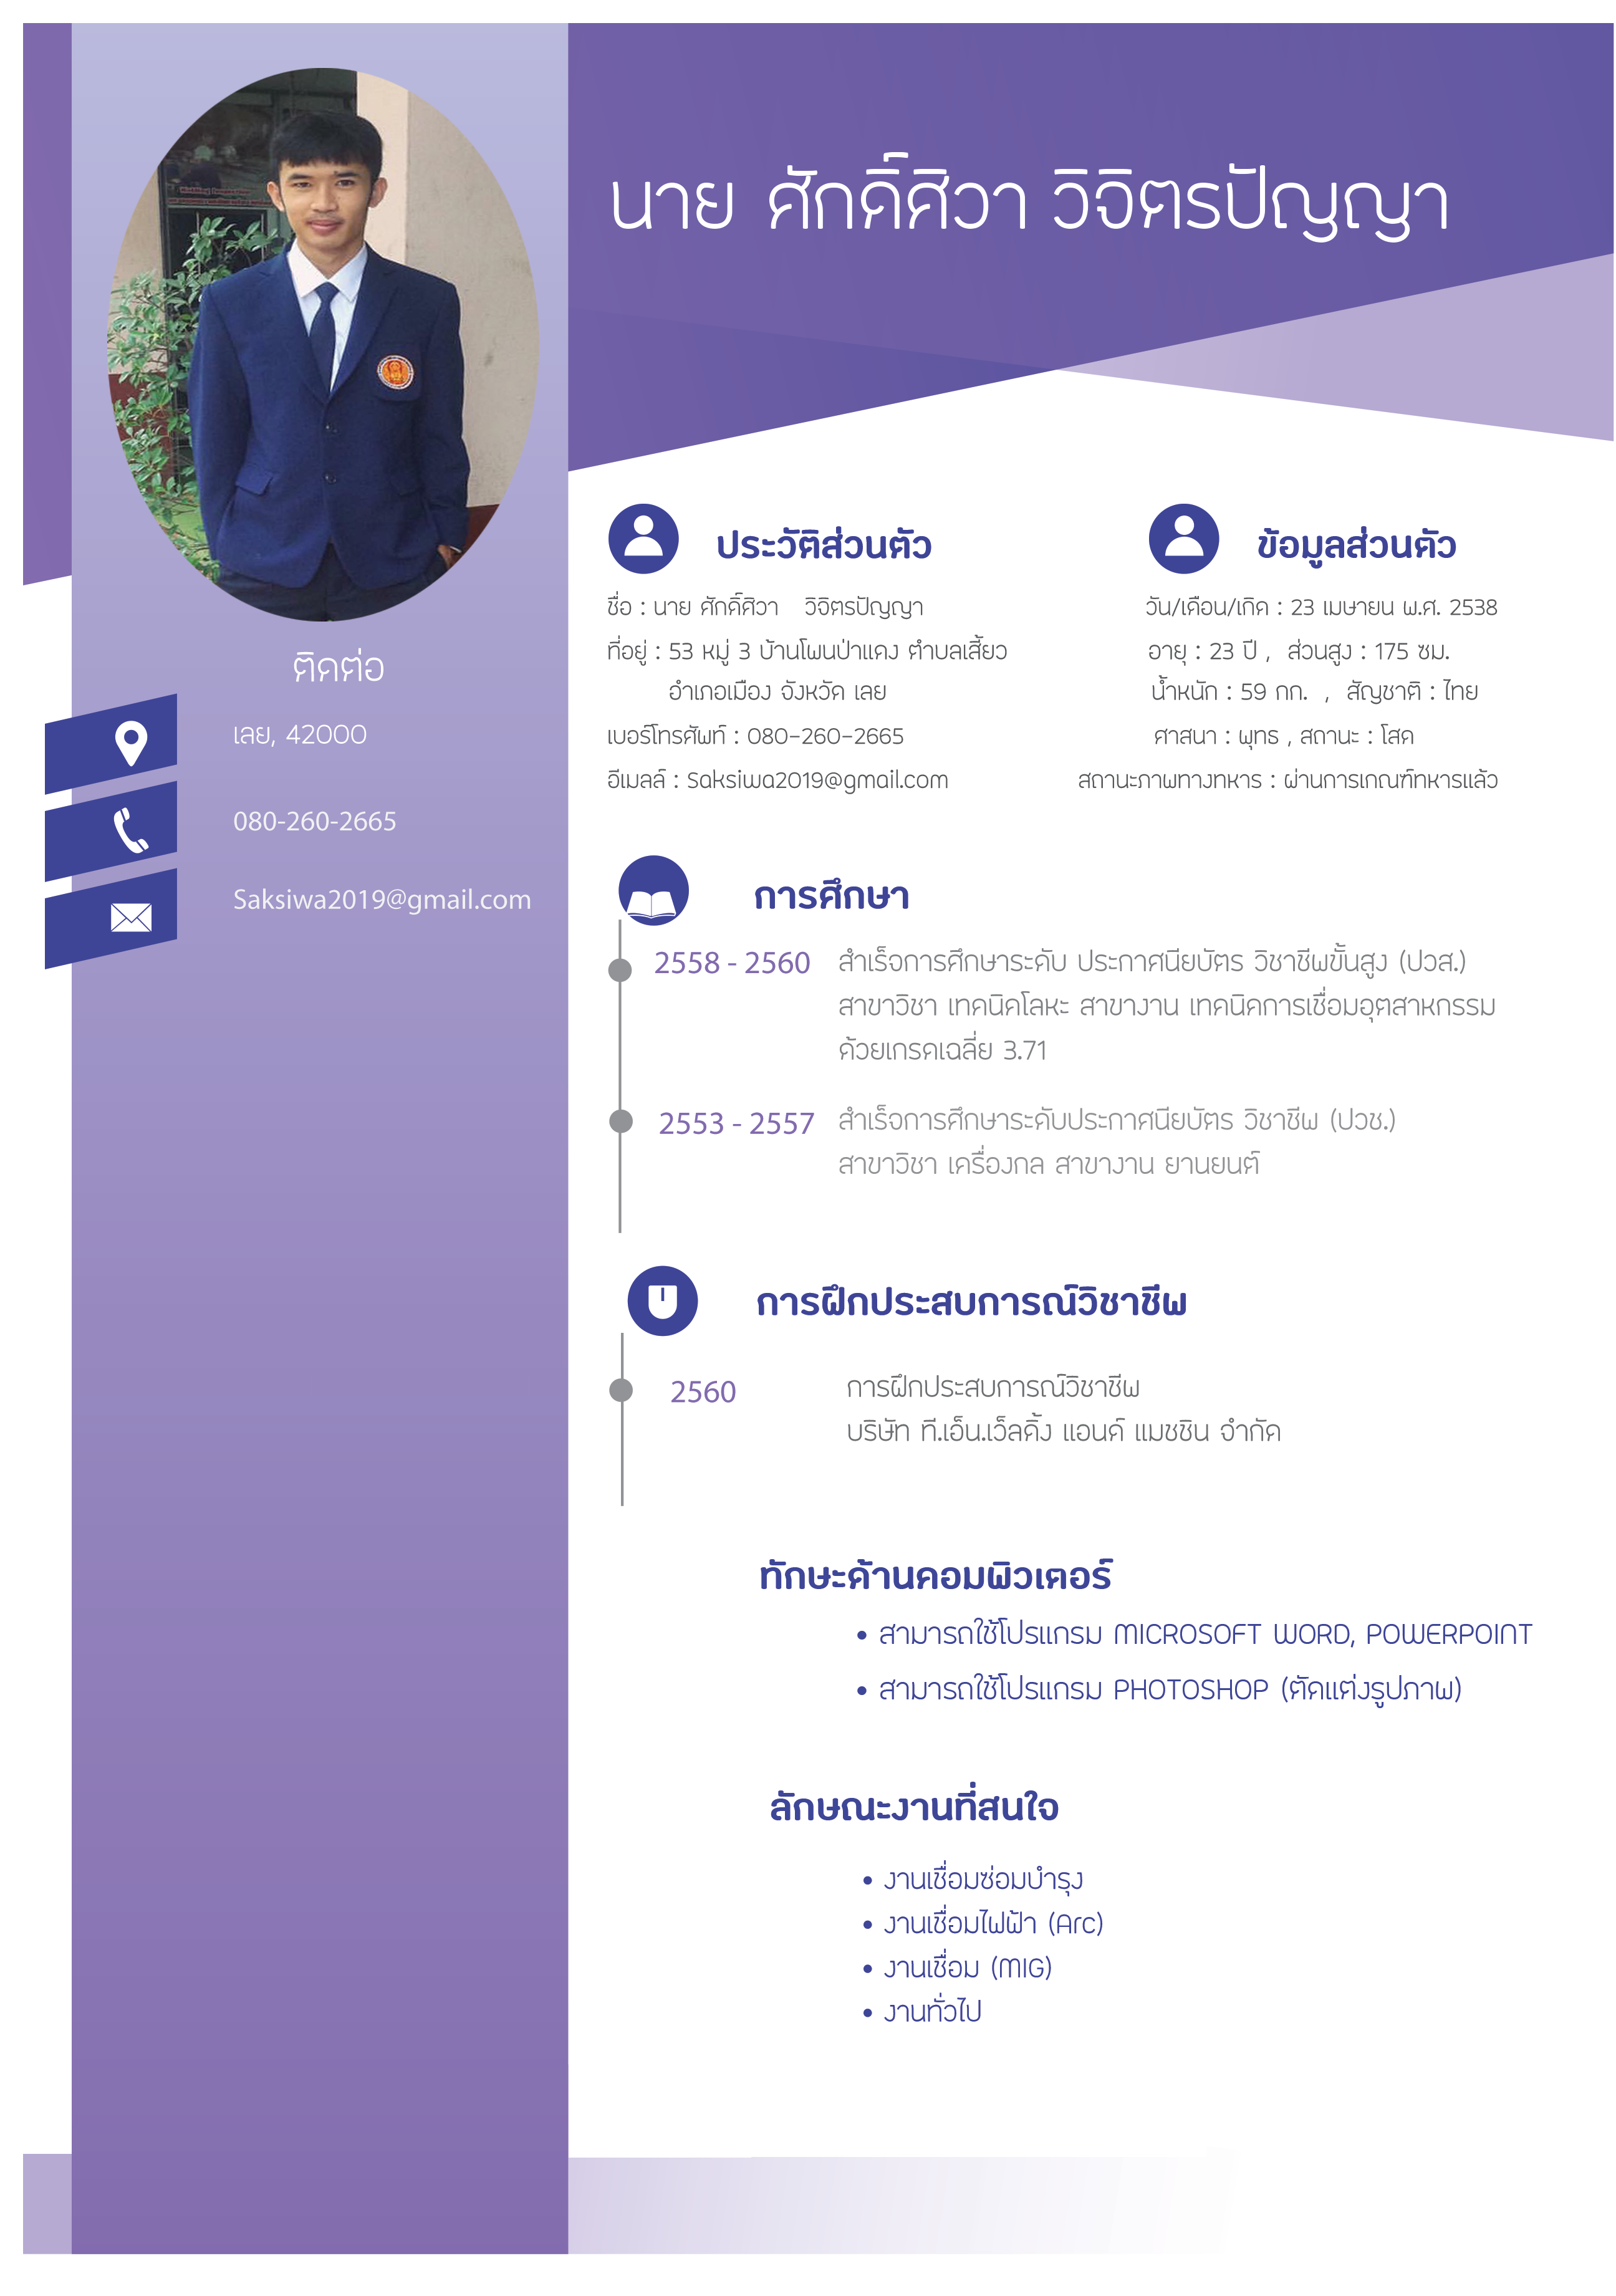 นาย ศักดิ์ศิวา วิจิตรปัญญา
ติดต่อ
เลย, 42000
080-260-2665
Saksiwa2019@gmail.com
ประวัติส่วนตัว
ชื่อ : นาย ศักดิ์ศิวา วิจิตรปัญญา
ที่อยู่ : 53 หมู่ 3 บ้านโพนป่าแดง ตำบลเสี้ยว
อำเภอเมือง จังหวัด เลย
เบอร์โทรศัพท์ : 080-260-2665
อีเมลล์ : Saksiwa2019@gmail.com
ข้อมูลส่วนตัว
วัน/เดือน/เกิด : 23 เมษายน พ.ศ. 2538
อายุ : 23 ปี , ส่วนสูง : 175 ซม.
น้ำหนัก : 59 กก. , สัญชาติ : ไทย
ศาสนา : พุทธ , สถานะ : โสด
สถานะภาพทางทหาร : ผ่านการเกณฑ์ทหารแล้ว
การศึกษา
2558 - 2560 สำเร็จการศึกษาระดับ ประกาศนียบัตร วิชาชีพขั้นสูง (ปวส.)
สาขาวิชา เทคนิคโลหะ สาขางาน เทคนิคการเชื่อมอุตสาหกรรม
ด้วยเกรดเฉลี่ย 3.71
2553 - 2557 สำเร็จการศึกษาระดับประกาศนียบัตร วิชาชีพ (ปวช.)
สาขาวิชา เครื่องกล สาขางาน ยานยนต์
การฝึกประสบการณ์วิชาชีพ
2560 การฝึกประสบการณ์วิชาชีพ
บริษัท ที.เอ็น.เว็ลดิ้ง แอนด์ แมชชิน จำกัด
ทักษะด้านคอมพิวเตอร์
• สามารถใช้โปรแกรม MICROSOFT WORD, POWERPOINT
• สามารถใช้โปรแกรม PHOTOSHOP (ตัดแต่งรูปภาพ)
ลักษณะงานที่สนใจ
• งานเชื่อมซ่อมบำรุง
• งานเชื่อมไฟฟ้า (Arc)
• งานเชื่อม (MIG)
• งานทั่วไป